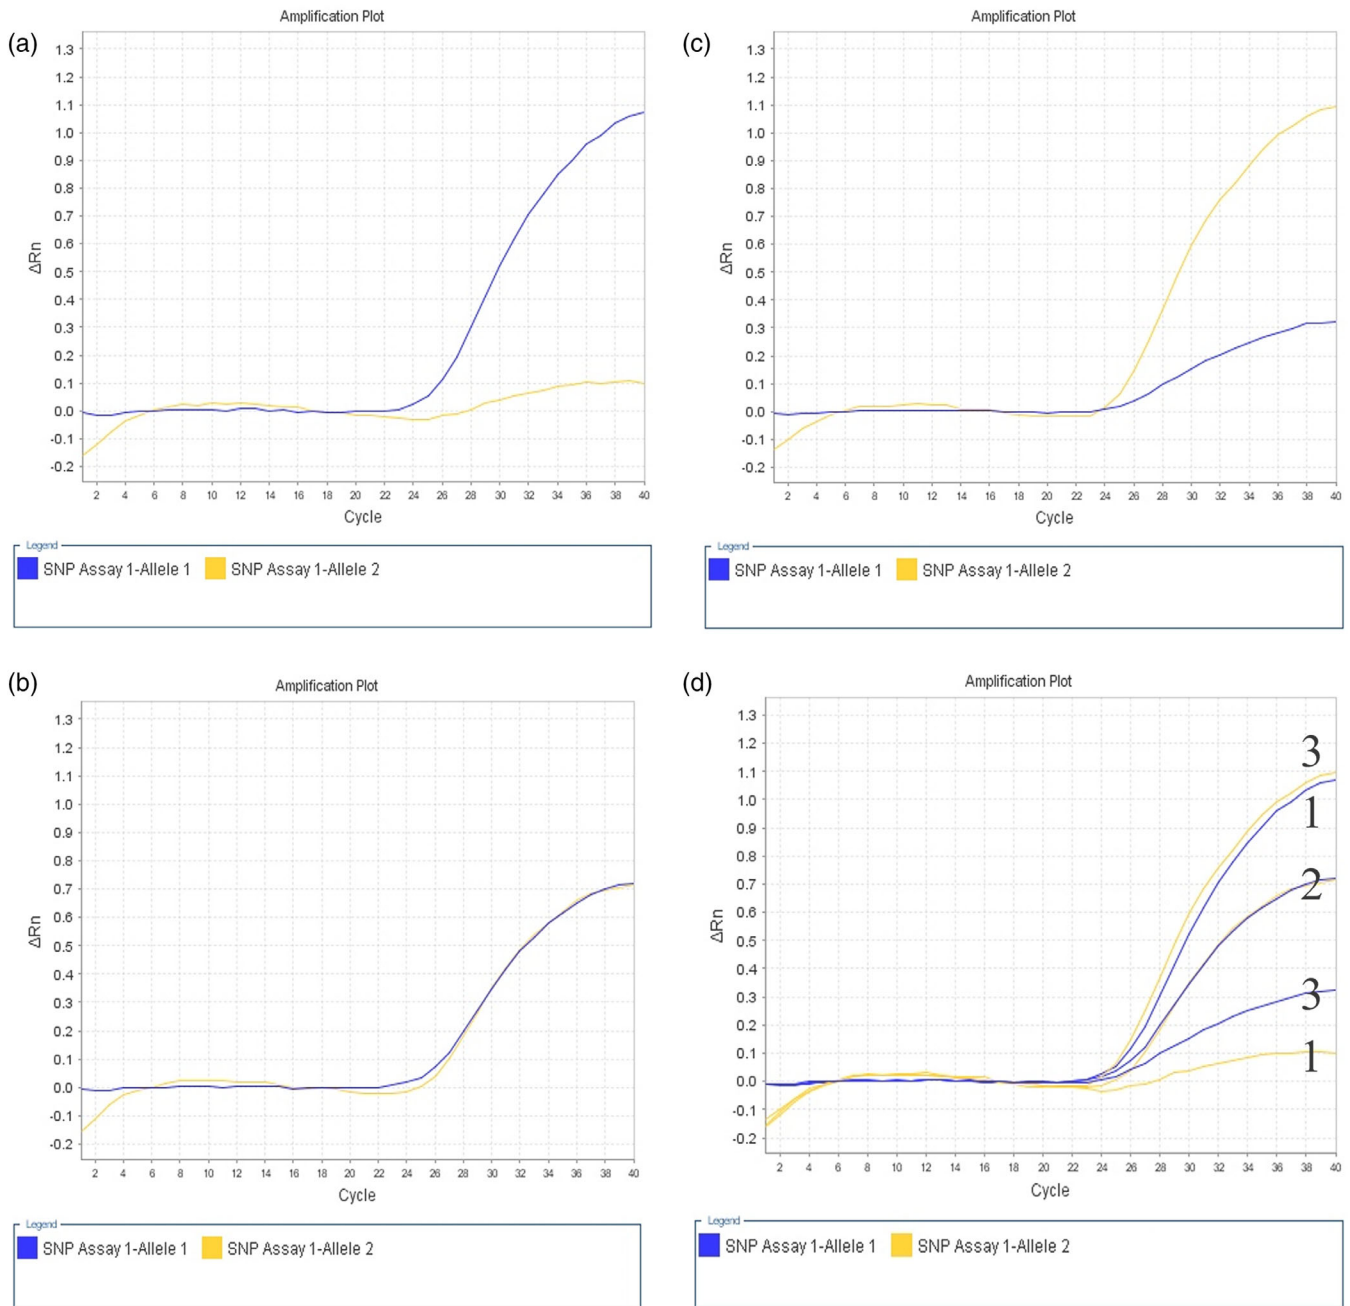 (a)
Amplification Plot
1.3
1.2
1.1
1.0
0.9
0.8
0.7
0.6
0.5
0.4
0.3
0.2
0.1
0.0
-0.1
-0.2
ΔRn
2 4 6 8 10 12 14 16 18 20 22 24 26 28 30 32 34 36 38 40
Cycle
Legend
SNP Assay 1-Allele 1 SNP Assay 1-Allele 2
(c)
Amplification Plot
1.3
1.2
1.1
1.0
0.9
0.8
0.7
0.6
0.5
0.4
0.3
0.2
0.1
0.0
-0.1
-0.2
ΔRn
2 4 6 8 10 12 14 16 18 20 22 24 26 28 30 32 34 36 38 40
Cycle
Legend
SNP Assay 1-Allele 1 SNP Assay 1-Allele 2
(b)
Amplification Plot
1.3
1.2
1.1
1.0
0.9
0.8
0.7
0.6
0.5
0.4
0.3
0.2
0.1
0.0
-0.1
-0.2
ΔRn
2 4 6 8 10 12 14 16 18 20 22 24 26 28 30 32 34 36 38 40
Cycle
Legend
SNP Assay 1-Allele 1 SNP Assay 1-Allele 2
(d)
Amplification Plot
1.3
1.2
1.1
1.0
0.9
0.8
0.7
0.6
0.5
0.4
0.3
0.2
0.1
0.0
-0.1
-0.2
ΔRn
3
1
2
3
1
2 4 6 8 10 12 14 16 18 20 22 24 26 28 30 32 34 36 38 40
Cycle
Legend
SNP Assay 1-Allele 1 SNP Assay 1-Allele 2